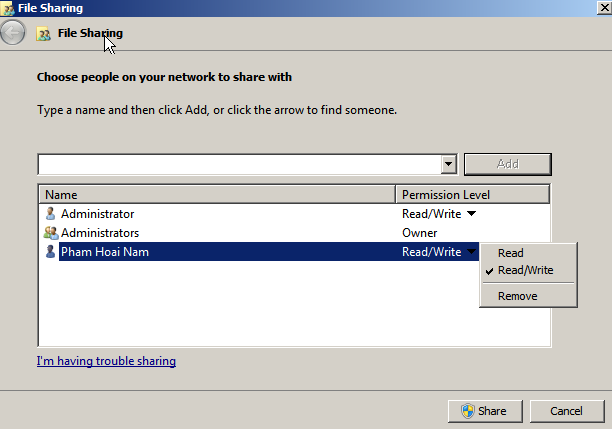 File Sharing
File Sharing
Choose people on your network to share with
Type a name and then click Add, or click the arrow to find someone.
Add
Name Permission Level
Administrator Read/Write
Administrators Owner
Pham Hoai Nam Read/Write
Read
Read/Write
Remove
I'm having trouble sharing
Share Cancel